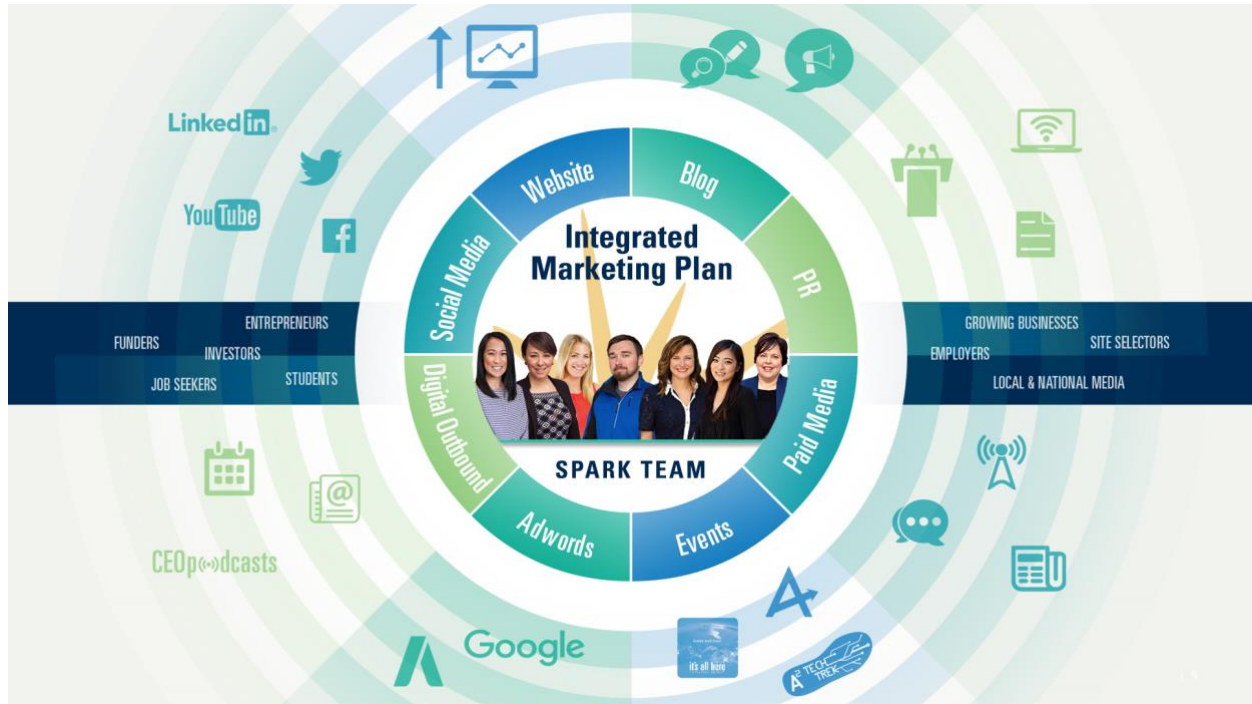 Linked in
YouTube
Website
Blog
Social Media
PR
Integrated
Marketing Plan
ENTREPRENEURS
FUNDERS
INVESTORS
JOB SEEKERS
STUDENTS
GROWING BUSINESSES
SITE SELECTORS
EMPLOYERS
LOCAL & NATIONAL MEDIA
Digital Outbound
Paid Media
SPARK TEAM
Adwords
Events
CEOpodcasts
Google
it's all here
A² TECH
TREK